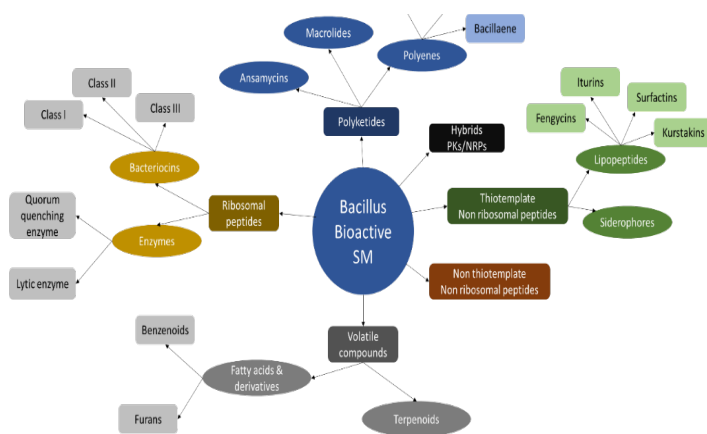 Macrolides
Bacillaene
Polyenes
Ansamycins
Class II
Iturins
Class I
Class III
Surfactins
Fengycins
Polyketides
Kurstakins
Hybrids
PKs/NRPs
Lipopeptides
Bacteriocins
Bacillus
Bioactive
SM
Quorum
quenching
enzyme
Ribosomal
peptides
Thiotemplate
Non ribosomal peptides
Siderophores
Enzymes
Lytic enzyme
Non thiotemplate
Non ribosomal peptides
Benzenoids
Volatile
compounds
Fatty acids &
derivatives
Furans
Terpenoids